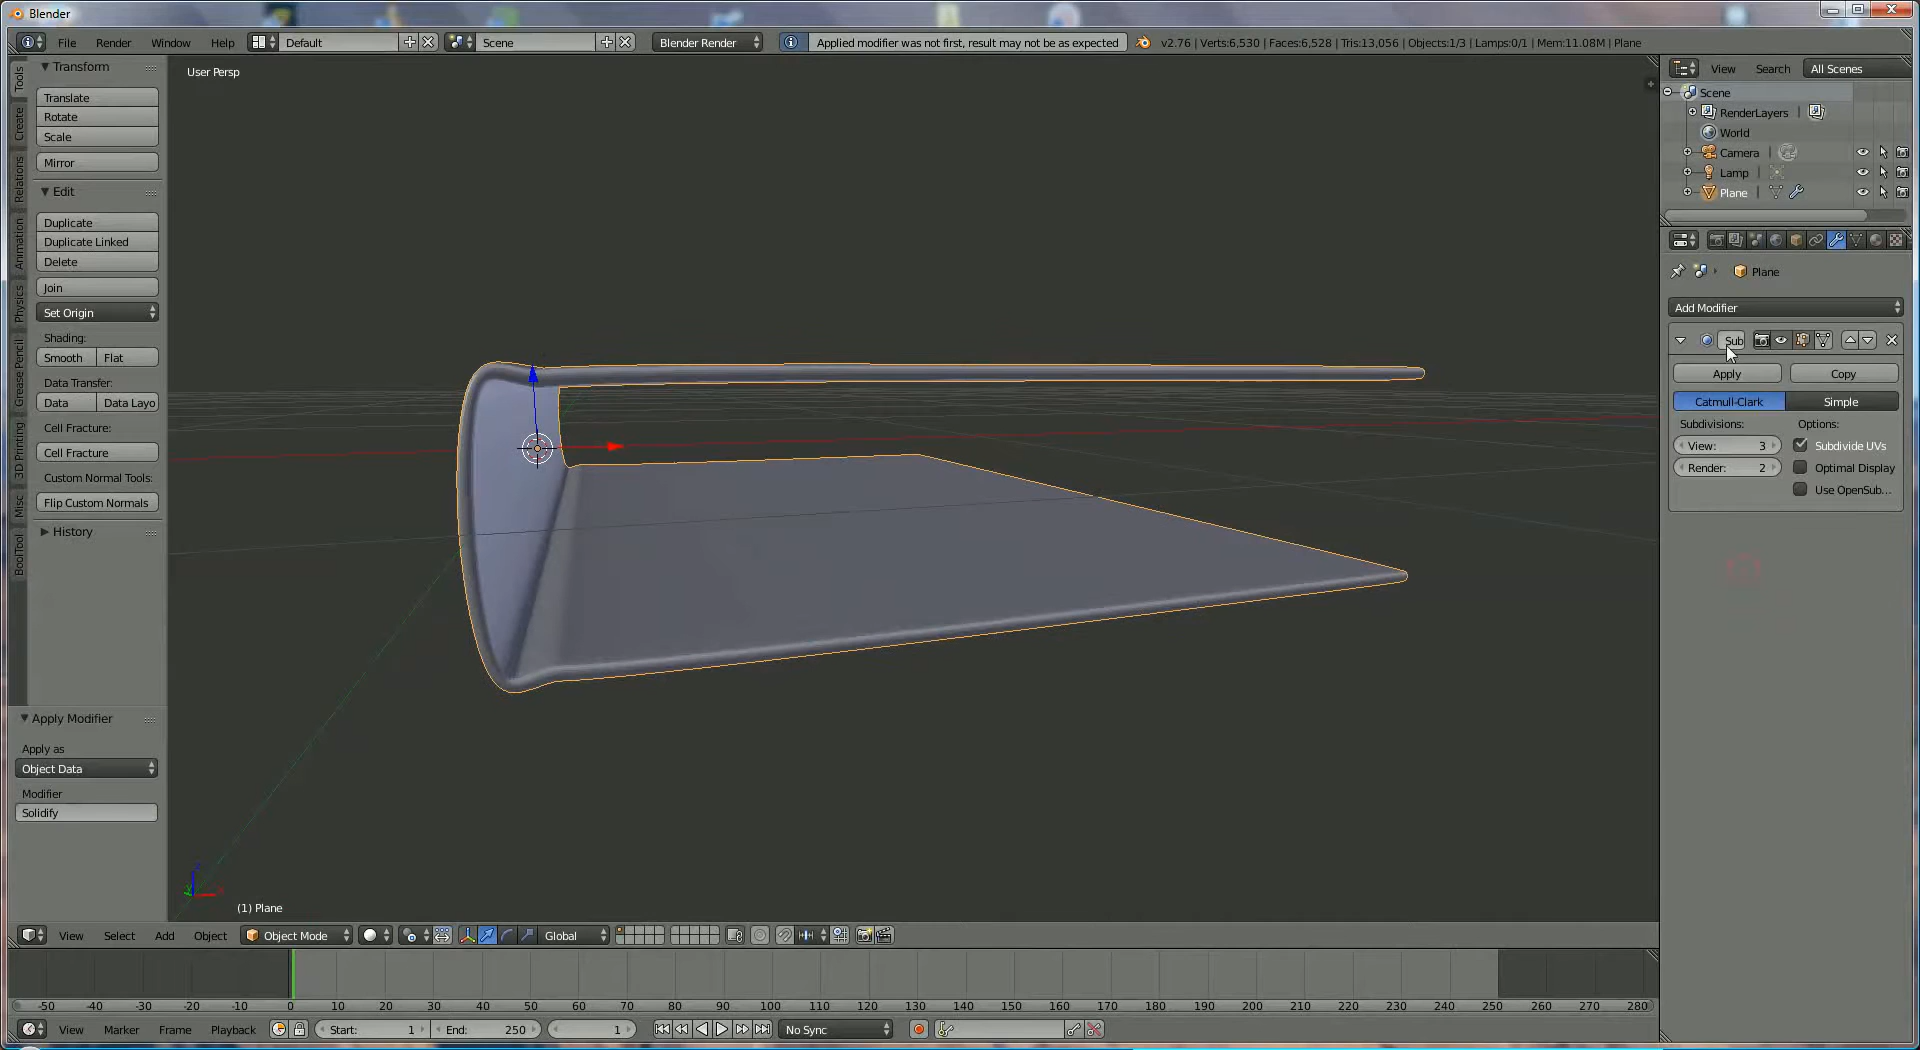 Blender
File Render Window Help Default Scene Blender Render Applied modifier was not first, result may not be as expected v2.76 | Verts:6,530 | Faces:6,528 | Tris:13,056 | Objects:1/3 | Lamps:0/1 | Mem:11.08M | Plane
Tools
Create
Relations
Animation
Physics
Grease Pencil
3D Printing
Misc
BoolTool
Transform
Translate
Rotate
Scale
Mirror
Edit
Duplicate
Duplicate Linked
Delete
Join
Set Origin
Shading:
Smooth Flat
Data Transfer:
Data Data Layo
Cell Fracture:
Cell Fracture
Custom Normal Tools:
Flip Custom Normals
History
Apply Modifier
Apply as
Object Data
Modifier
Solidify
User Persp
(1) Plane
View Search All Scenes
Scene
RenderLayers
World
Camera
Lamp
Plane
Plane
Add Modifier
Sub
Apply Copy
Catmull-Clark Simple
Subdivisions: Options:
View: 3 Subdivide UVs
Render: 2 Optimal Display
Use OpenSub...
View Select Add Object Object Mode Global
-50 -40 -30 -20 -10 0 10 20 30 40 50 60 70 80 90 100 110 120 130 140 150 160 170 180 190 200 210 220 230 240 250 260 270 280
View Marker Frame Playback Start: 1 End: 250 1 No Sync